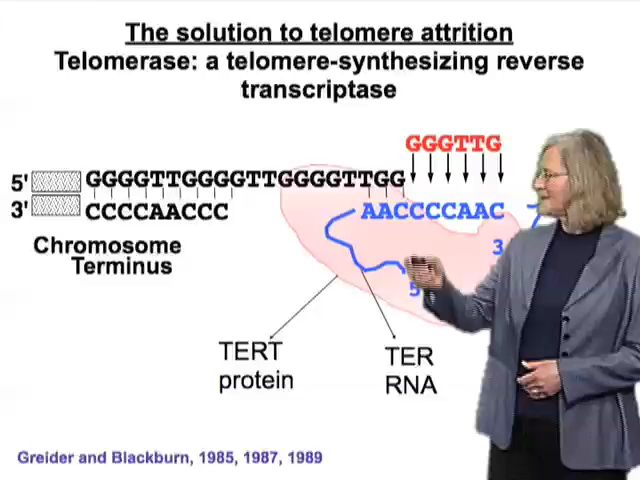 The solution to telomere attrition
Telomerase: a telomere-synthesizing reverse
transcriptase
GGGTTG
5' GGGGTTGGGGTTGGGGTTGG
3' CCCCAACCC AACCCCAAC
Chromosome
Terminus
3
5
TERT
protein
TER
RNA
Greider and Blackburn, 1985, 1987, 1989